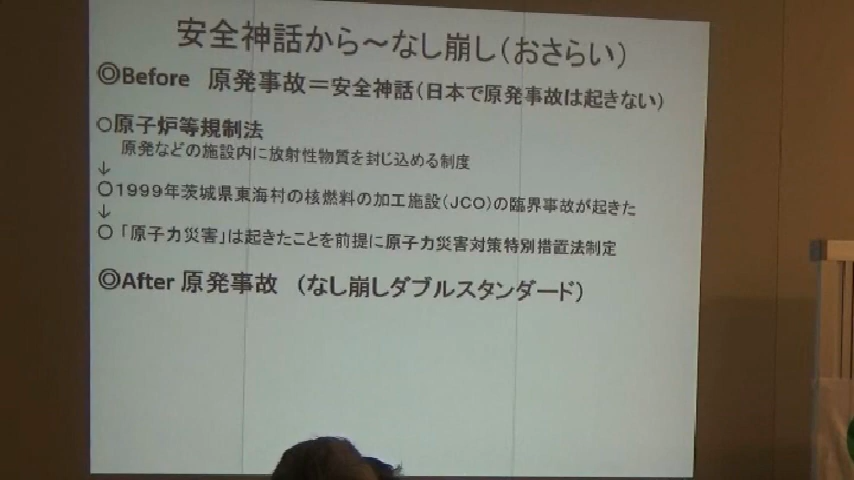 安全神話から～なし崩し（おさらい）
◎Before 原発事故＝安全神話（日本で原発事故は起きない）
○原子炉等規制法
原発などの施設内に放射性物質を封じ込める制度
↓
○1999年茨城県東海村の核燃料の加工施設（JCO）の臨界事故が起きた
↓
○「原子力災害」は起きたことを前提に原子力災害対策特別措置法制定
◎After 原発事故 （なし崩しダブルスタンダード）